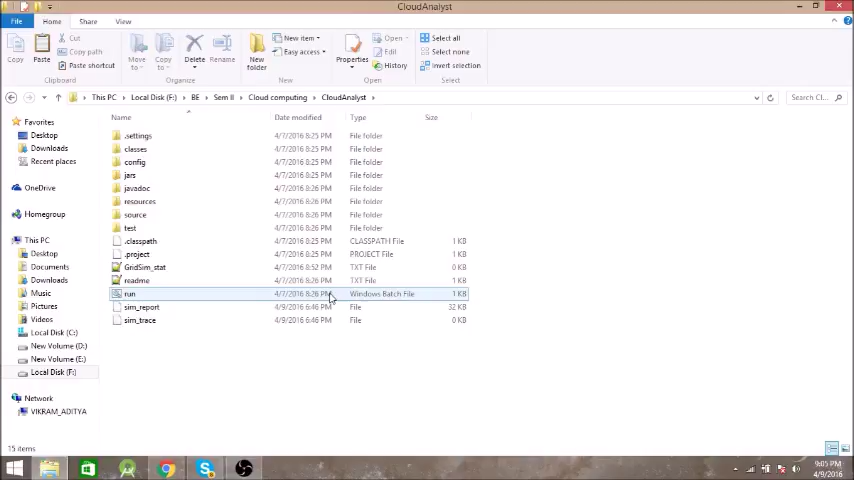 CloudAnalyst
File Home Share View
Cut
Copy path
Paste shortcut
Copy Paste
Clipboard
Move to Copy to Delete Rename
Organize
New folder
New item
Easy access
New
Properties
Open
Edit
History
Open
Select all
Select none
Invert selection
Select
This PC Local Disk (F:) BE Sem II Cloud computing CloudAnalyst
Search Cl...
Favorites
Desktop
Downloads
Recent places
OneDrive
Homegroup
This PC
Desktop
Documents
Downloads
Music
Pictures
Videos
Local Disk (C:)
New Volume (D:)
New Volume (E:)
Local Disk (F:)
Network
VIKRAM_ADITYA
Name Date modified Type Size
.settings 4/7/2016 8:25 PM File folder
classes 4/7/2016 8:25 PM File folder
config 4/7/2016 8:25 PM File folder
jars 4/7/2016 8:25 PM File folder
javadoc 4/7/2016 8:26 PM File folder
resources 4/7/2016 8:26 PM File folder
source 4/7/2016 8:26 PM File folder
test 4/7/2016 8:26 PM File folder
.classpath 4/7/2016 8:25 PM CLASSPATH File 1 KB
.project 4/7/2016 8:25 PM PROJECT File 1 KB
GridSim_stat 4/7/2016 8:52 PM TXT File 0 KB
readme 4/7/2016 8:26 PM TXT File 1 KB
run 4/7/2016 8:26 PM Windows Batch File 1 KB
sim_report 4/9/2016 6:46 PM File 32 KB
sim_trace 4/9/2016 6:46 PM File 0 KB
15 items
9:05 PM
4/9/2016